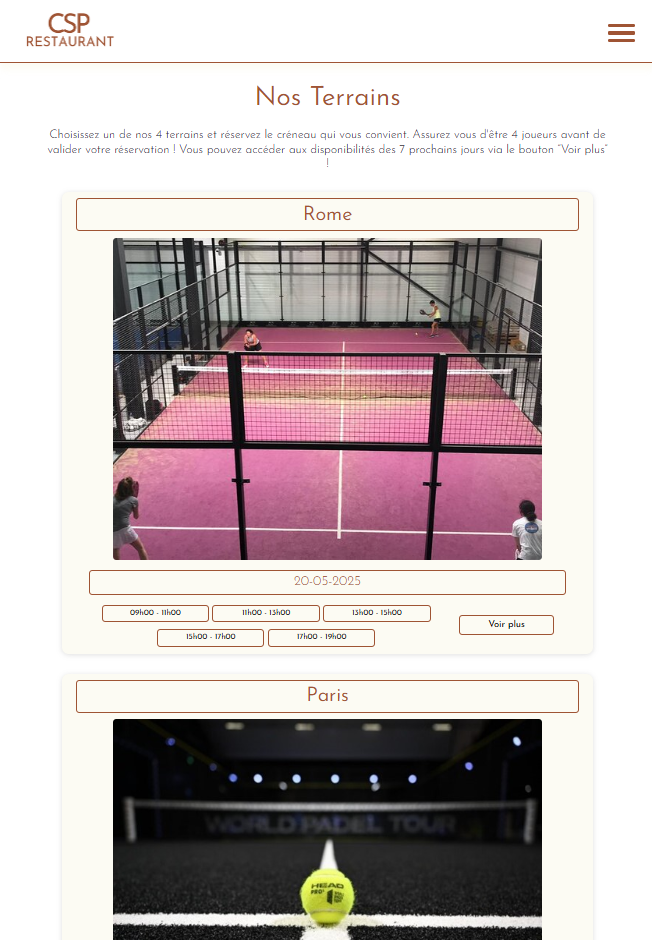 CSP
RESTAURANT
Nos Terrains
Choisissez un de nos 4 terrains et réservez le créneau qui vous convient. Assurez vous d'être 4 joueurs avant de
valider votre réservation ! Vous pouvez accéder aux disponibilités des 7 prochains jours via le bouton "Voir plus"
!
Rome
20-05-2025
09h00 - 11h00
11h00 - 13h00
13h00 - 15h00
15h00 - 17h00
17h00 - 19h00
Voir plus
Paris
WORLD PADEL TOUR
HEAD
PRO